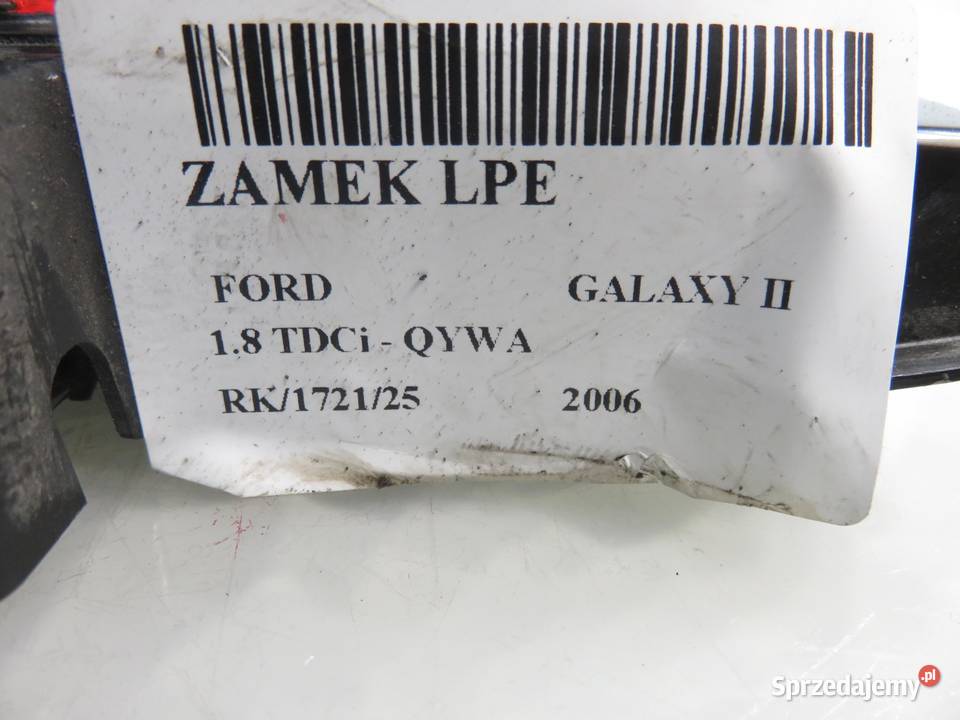 ZAMEK LPE
FORD GALAXY II
1.8 TDCi - QYWA
RK/1721/25 2006
Sprzedajemy.pl